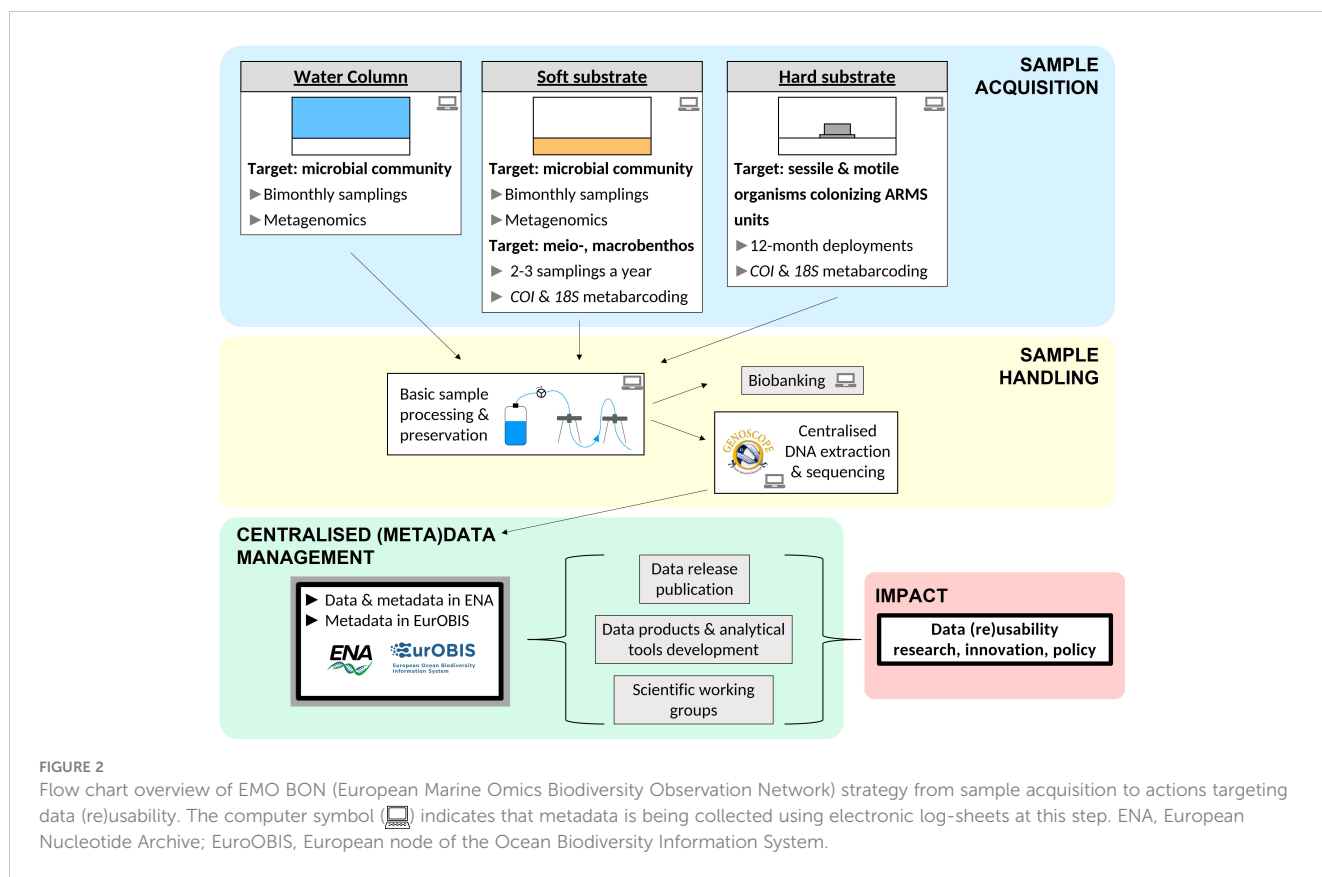 SAMPLE
ACQUISITION
Water Column
Target: microbial community
▶Bimonthly samplings
▶Metagenomics
Soft substrate
Target: microbial community
▶Bimonthly samplings
▶Metagenomics
Target: meio-, macrobenthos
▶ 2-3 samplings a year
▶ COI & 18S metabarcoding
Hard substrate
Target: sessile & motile
organisms colonizing ARMS
units
▶12-month deployments
▶COI & 18S metabarcoding
SAMPLE
HANDLING
Basic sample
processing &
preservation
Biobanking
GENOSCOPE
Centralised
DNA extraction
& sequencing
CENTRALISED (META)DATA
MANAGEMENT
▶ Data & metadata in ENA
▶ Metadata in EurOBIS
ENA
EurOBIS
European Ocean Biodiversity
Information System
Data release
publication
Data products & analytical
tools development
Scientific working
groups
IMPACT
Data (re)usability
research, innovation, policy
FIGURE 2
Flow chart overview of EMO BON (European Marine Omics Biodiversity Observation Network) strategy from sample acquisition to actions targeting
data (re)usability. The computer symbol (💻) indicates that metadata is being collected using electronic log-sheets at this step. ENA, European
Nucleotide Archive; EuroOBIS, European node of the Ocean Biodiversity Information System.